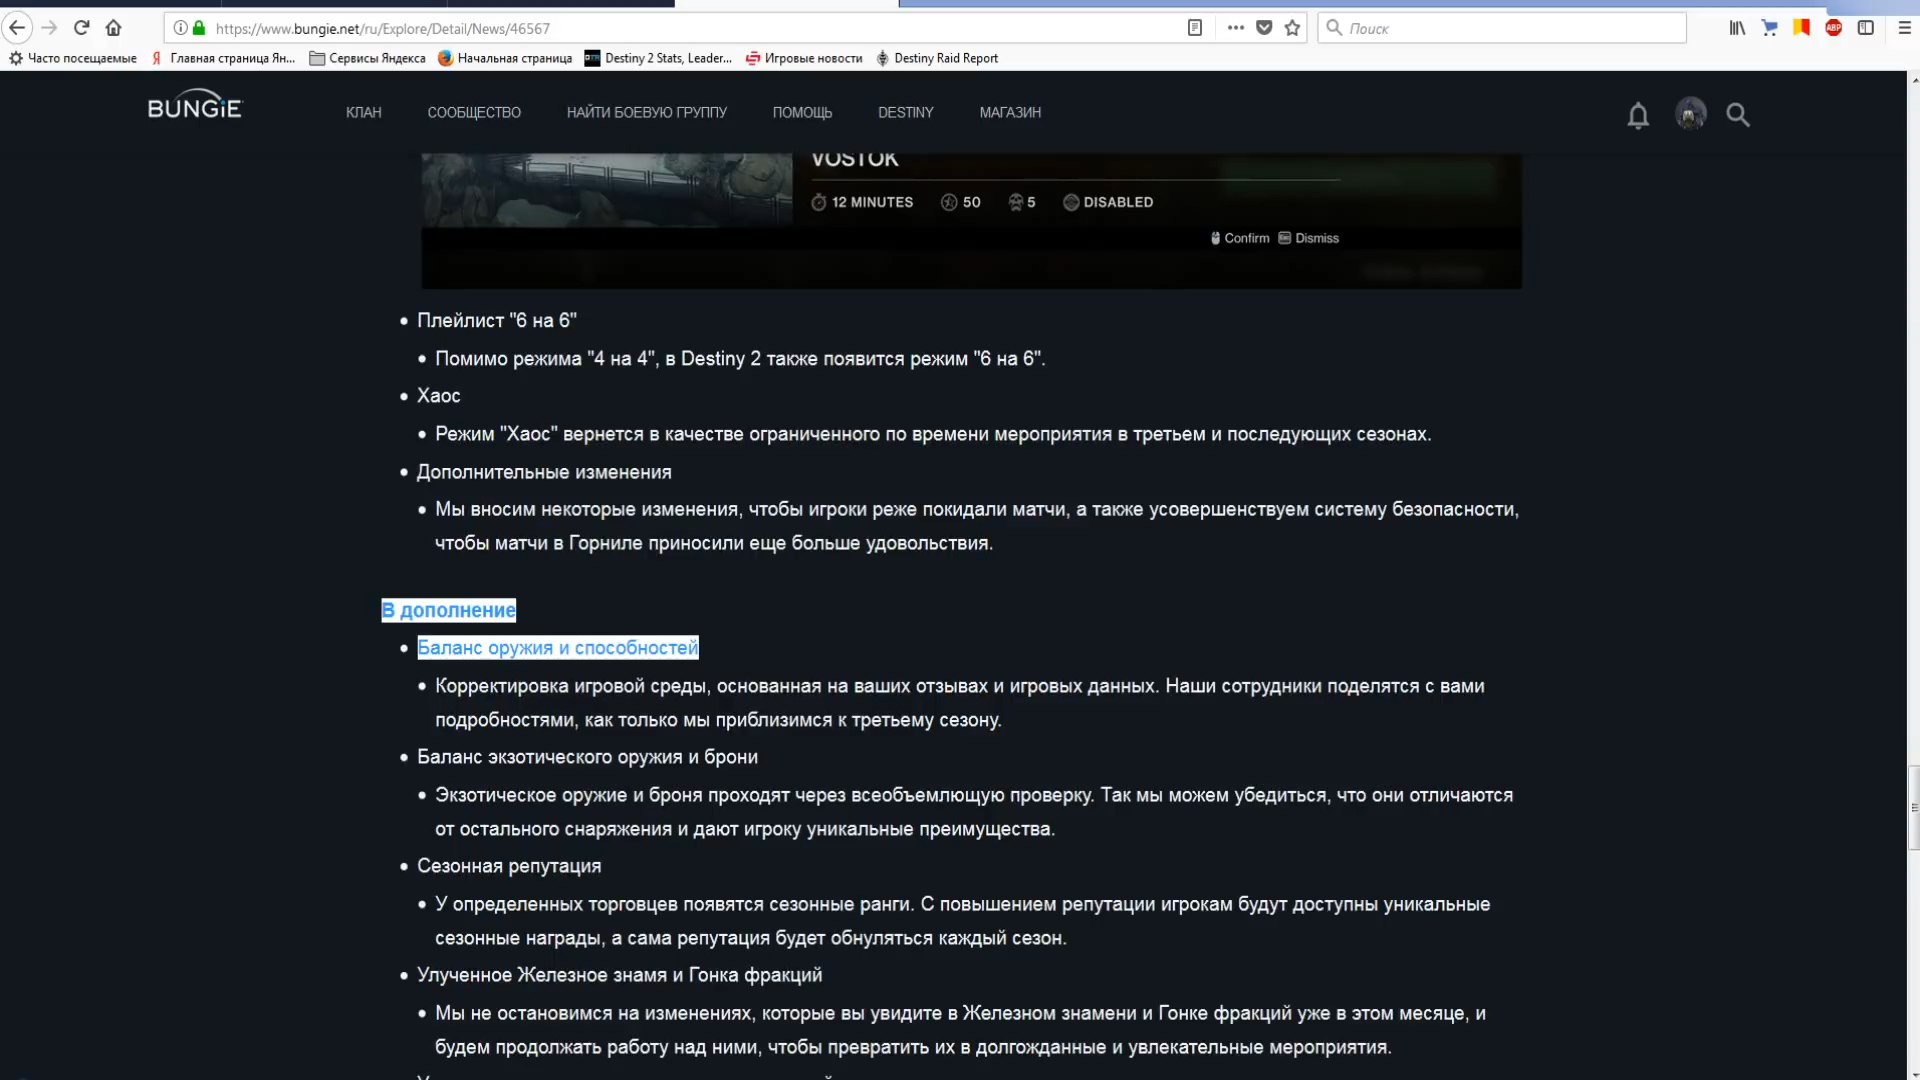 https://www.bungie.net/ru/Explore/Detail/News/46567
Поиск
Часто посещаемые
Главная страница Ян...
Сервисы Яндекса
Начальная страница
Destiny 2 Stats, Leader...
Игровые новости
Destiny Raid Report
BUNGiE
КЛАН
СООБЩЕСТВО
НАЙТИ БОЕВУЮ ГРУППУ
ПОМОЩЬ
DESTINY
МАГАЗИН
VOSTOK
12 MINUTES
50
5
DISABLED
Confirm
Dismiss
Плейлист "6 на 6"
Помимо режима "4 на 4", в Destiny 2 также появится режим "6 на 6".
Хаос
Режим "Хаос" вернется в качестве ограниченного по времени мероприятия в третьем и последующих сезонах.
Дополнительные изменения
Мы вносим некоторые изменения, чтобы игроки реже покидали матчи, а также усовершенствуем систему безопасности,
чтобы матчи в Горниле приносили еще больше удовольствия.
В дополнение
Баланс оружия и способностей
Корректировка игровой среды, основанная на ваших отзывах и игровых данных. Наши сотрудники поделятся с вами
подробностями, как только мы приблизимся к третьему сезону.
Баланс экзотического оружия и брони
Экзотическое оружие и броня проходят через всеобъемлющую проверку. Так мы можем убедиться, что они отличаются
от остального снаряжения и дают игроку уникальные преимущества.
Сезонная репутация
У определенных торговцев появятся сезонные ранги. С повышением репутации игрокам будут доступны уникальные
сезонные награды, а сама репутация будет обнуляться каждый сезон.
Улученное Железное знамя и Гонка фракций
Мы не остановимся на изменениях, которые вы увидите в Железном знамени и Гонке фракций уже в этом месяце, и
будем продолжать работу над ними, чтобы превратить их в долгожданные и увлекательные мероприятия.